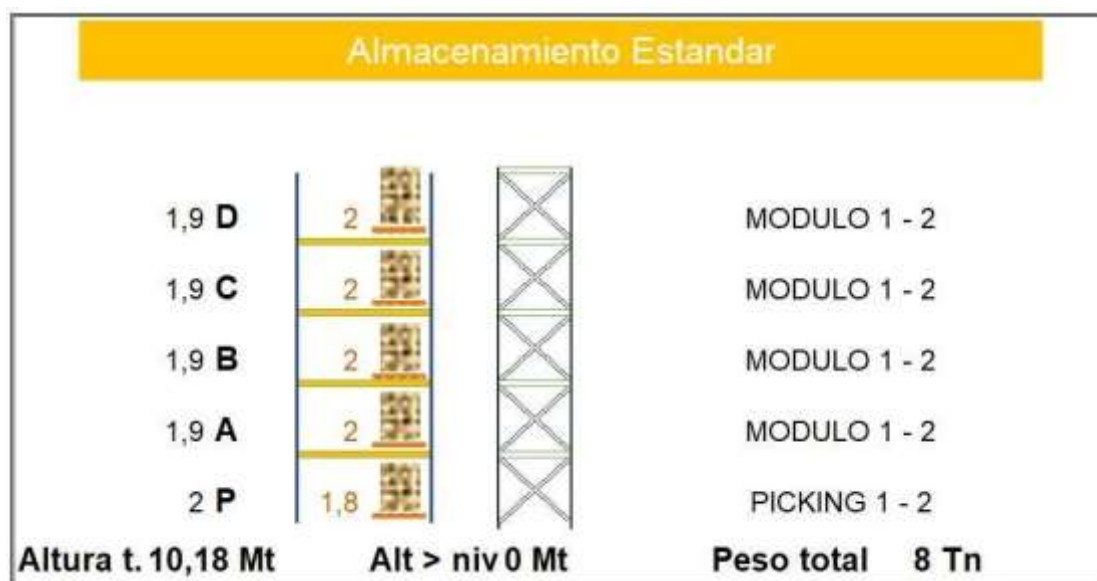 Almacenamiento Estandar
1,9 D 2 MODULO 1 - 2
1,9 C 2 MODULO 1 - 2
1,9 B 2 MODULO 1 - 2
1,9 A 2 MODULO 1 - 2
2 P 1,8 PICKING 1 - 2
Altura t. 10,18 Mt Alt > niv 0 Mt Peso total 8 Tn